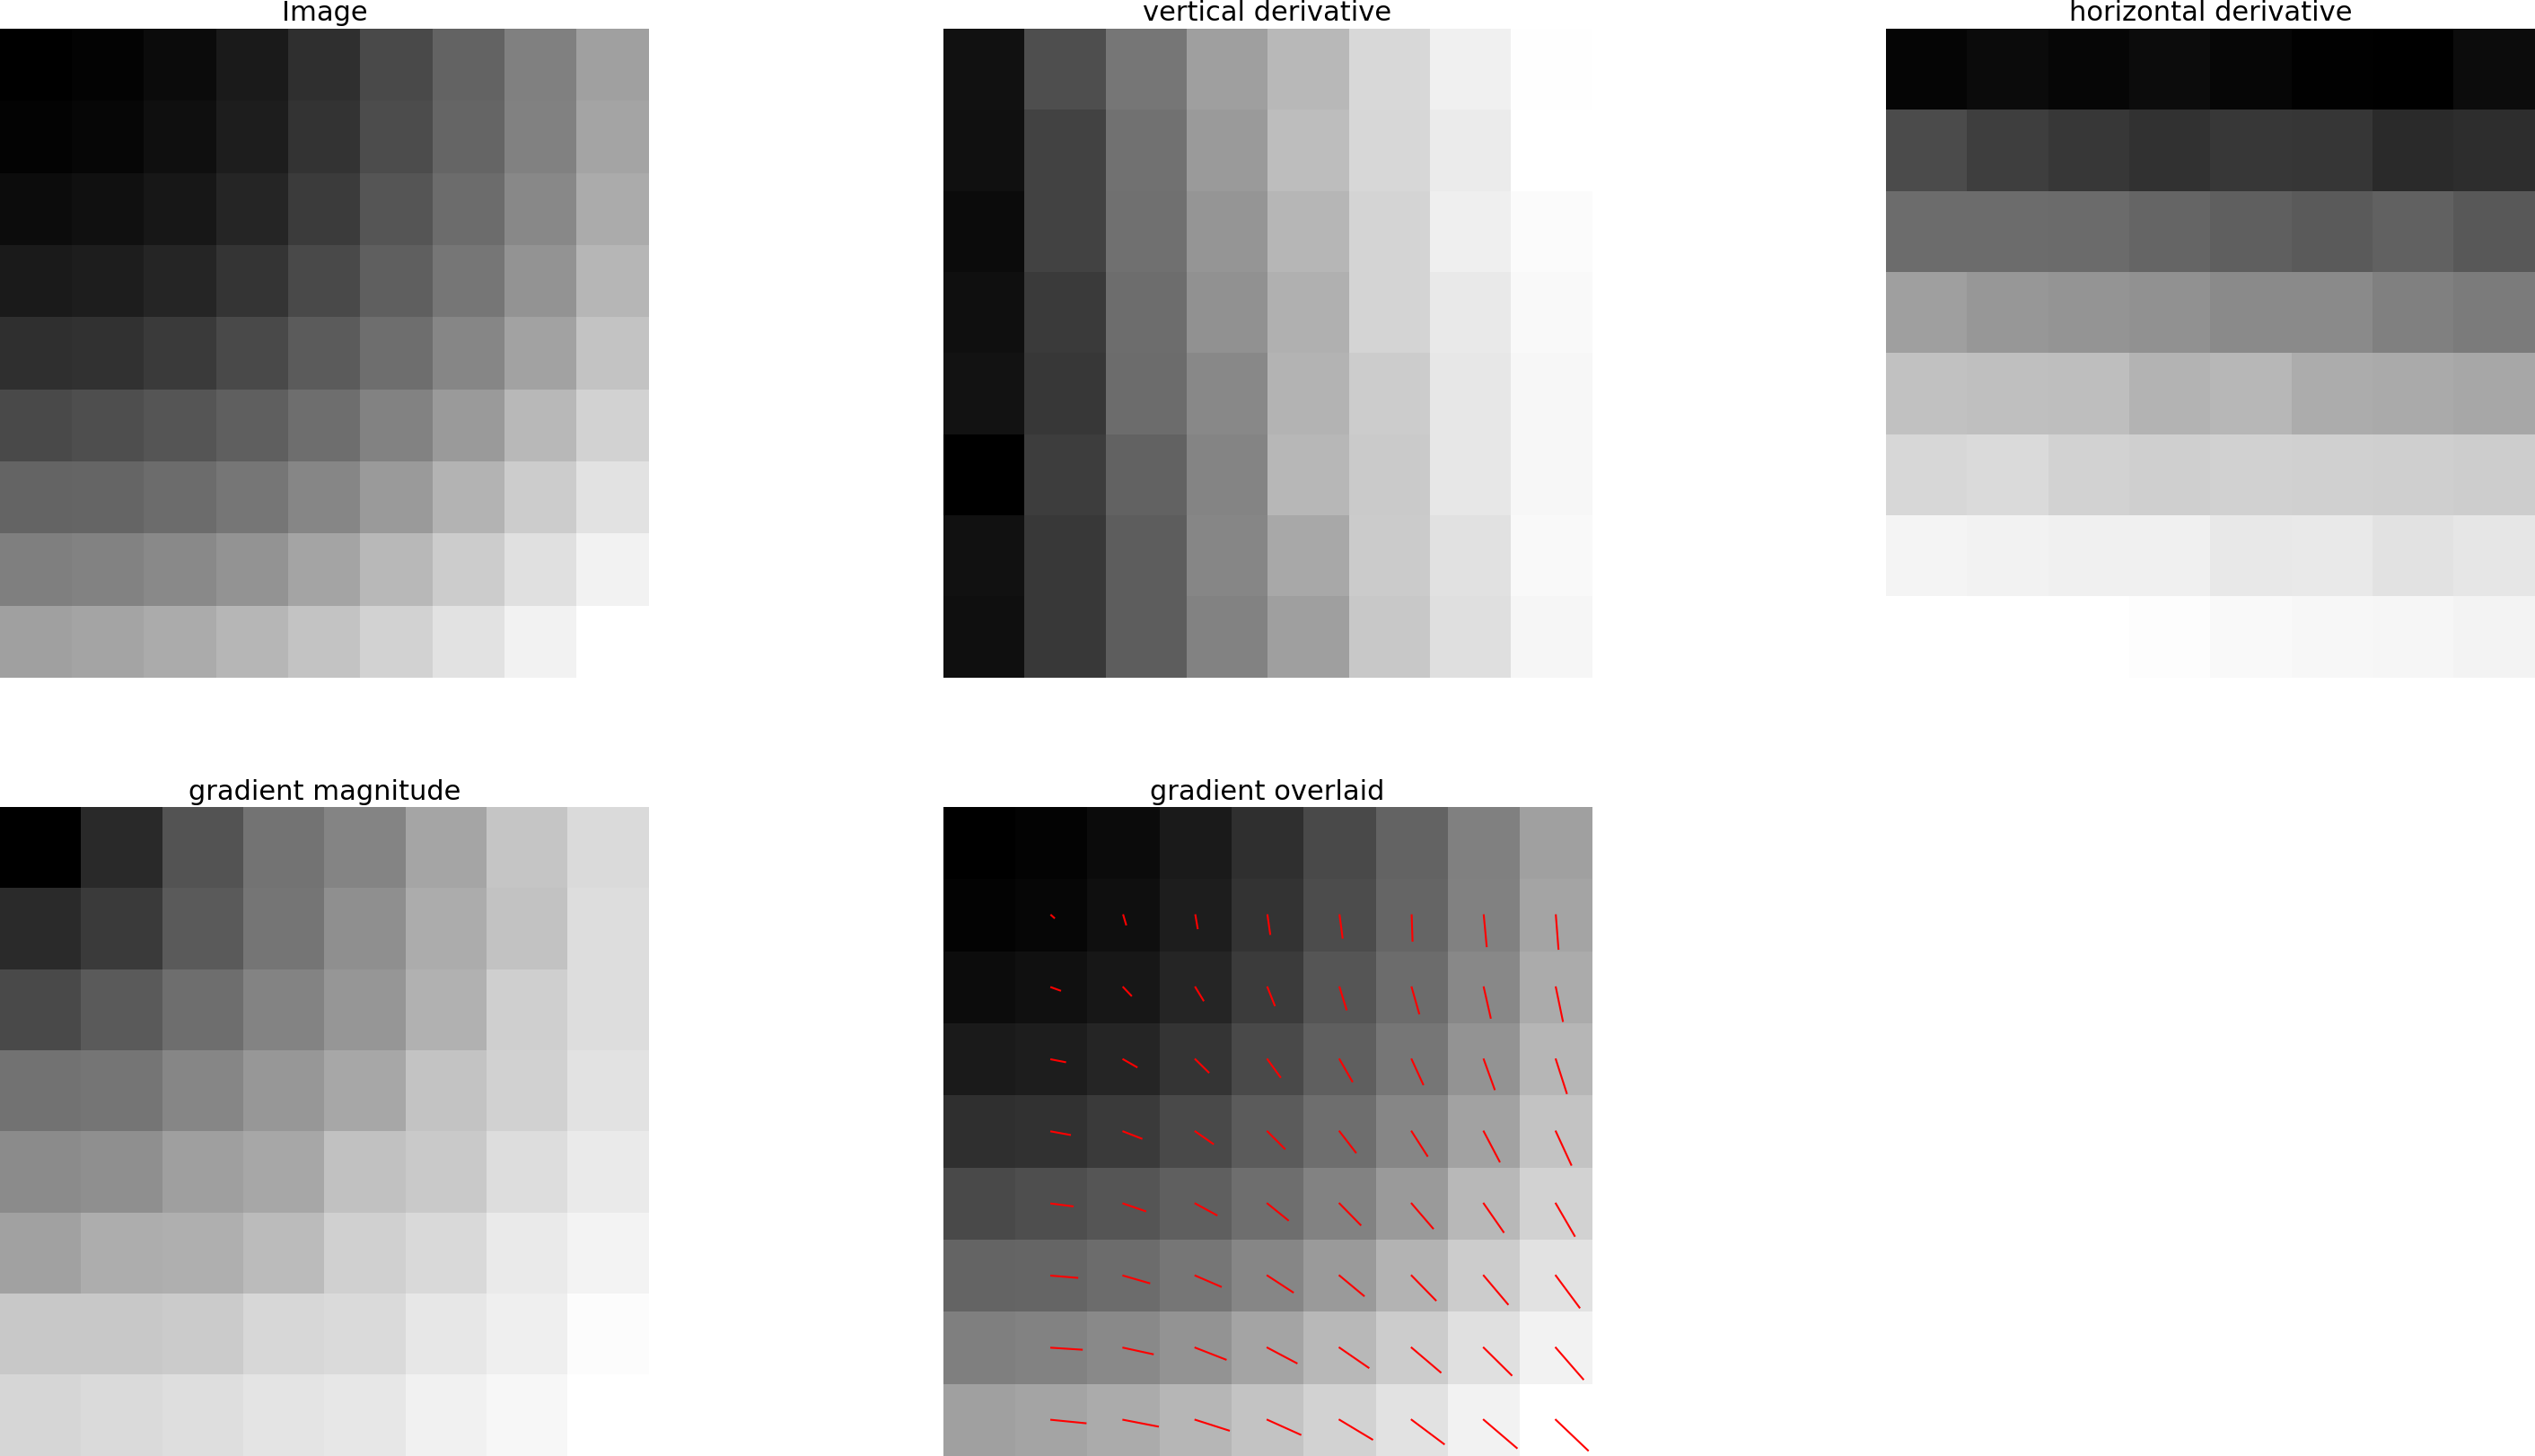 Image
vertical derivative
horizontal derivative
gradient magnitude
gradient overlaid